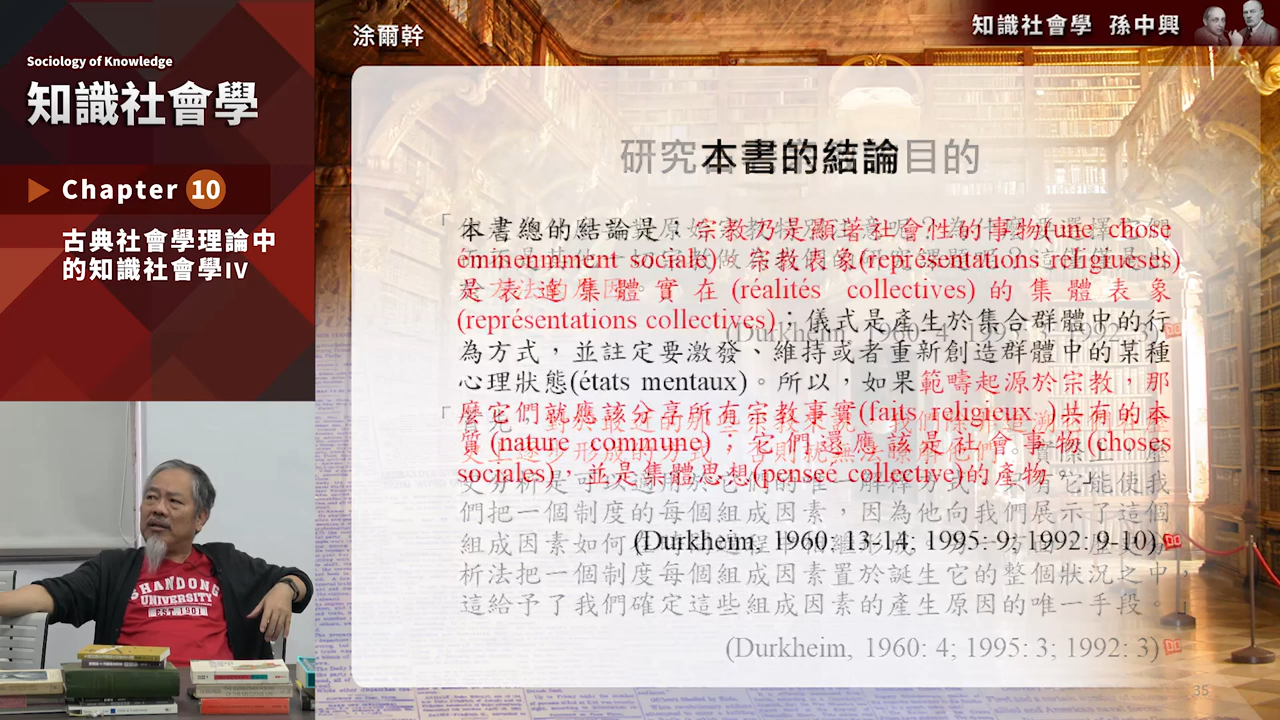 Sociology of Knowledge
知識社會學
Chapter 10
古典社會學理論中
的知識社會學IV
SHANDONG
UNIVERSITY
EST. 1901
涂爾幹
知識社會學 孫中興
研究 本書的結論 目的
「本書總的結論是：宗教乃是顯著社會性的事物(une chose
éminemnment sociale)。宗教表象(représentations religieuses)
是表達集體實在(réalités collectives)的集體表象
(représentations collectives)；儀式是產生於集合群體中的行
為方式，並註定要激發、維持或者重新創造群體中的某種
心理狀態(états mentaux)。所以，如果範疇起源於宗教，那
麼它們就應該分享所有宗教事實(faits religieux )共有的本
質(nature commune)；它們還應該是社會事物(choses
sociales)，並是集體思想(penseé collective)的產物。」
們把一個制度的每個組成因素，因為他向我們展示了這個
(Durkheim, 1960: 13-14; 1995: 9; 1992: 9-10)
析法把一個制度每個組成因素置於誕生它的整個狀況之中
這給予了我們確定這些組成因素的產生原因的唯一手段。
(Durkheim, 1960: 4; 1995: 3; 1992: 3)
35